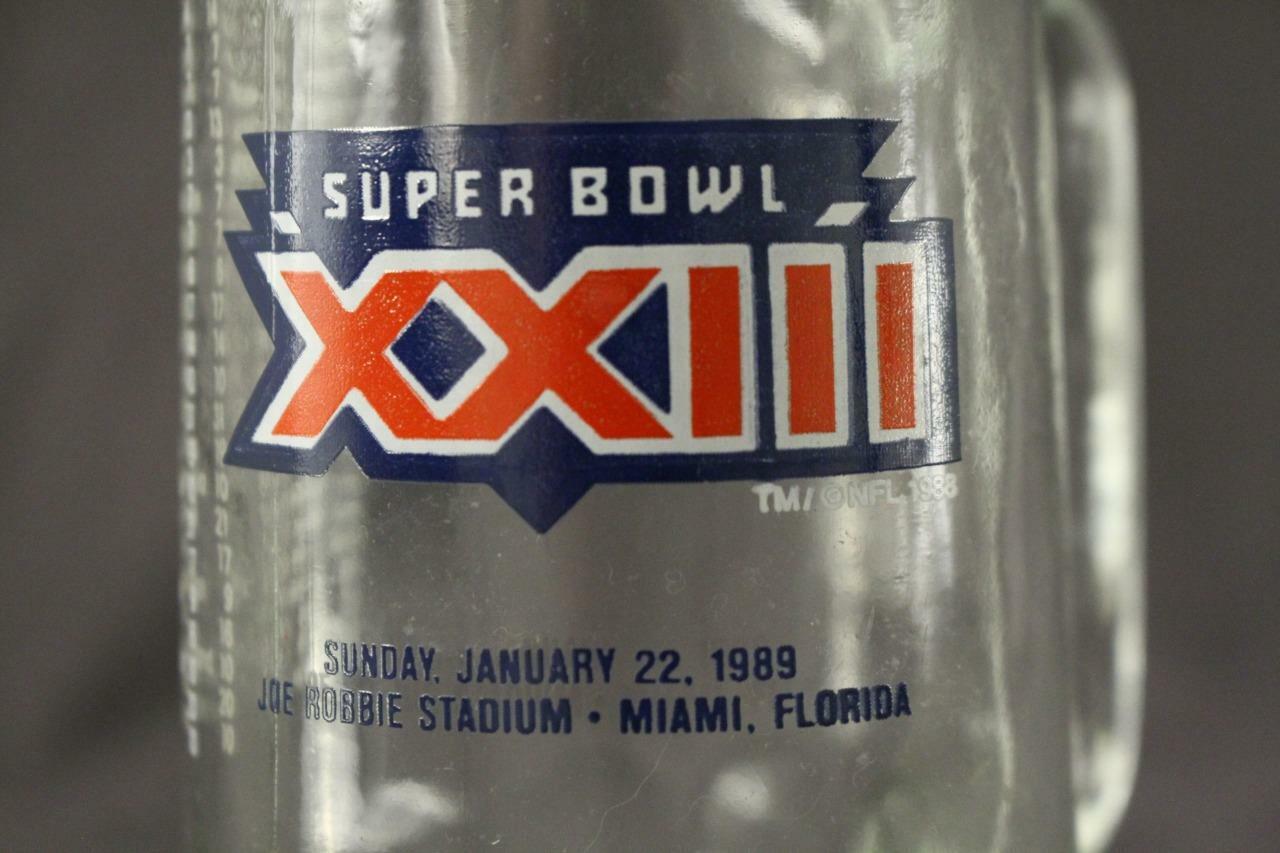 SUPER BOWL
XXIII
TM/©NFL 1988
SUNDAY, JANUARY 22, 1989
JOE ROBBIE STADIUM • MIAMI, FLORIDA